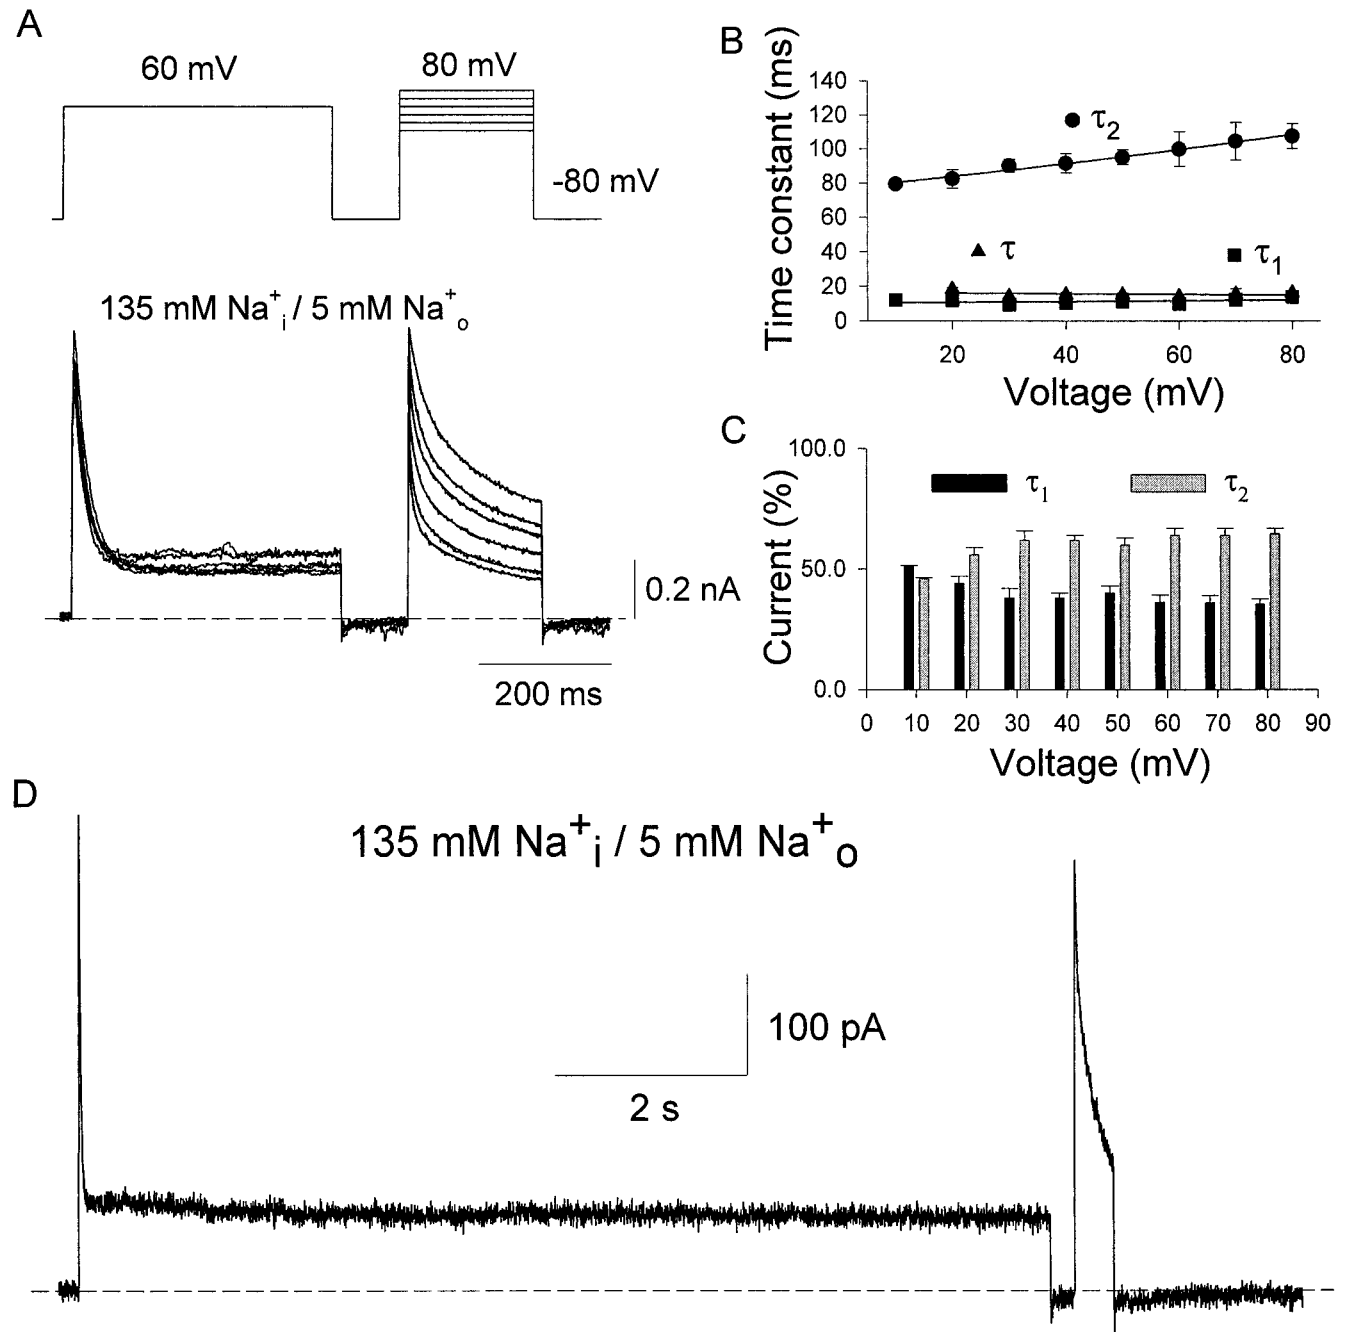 A
60 mV
80 mV
-80 mV
135 mM Na+i / 5 mM Na+o
0.2 nA
200 ms
B
Time constant (ms)
140
120
100
80
60
40
20
0
τ2
τ
τ1
20 40 60 80
Voltage (mV)
C
Current (%)
100.0
50.0
0.0
τ1 τ2
0 10 20 30 40 50 60 70 80 90
Voltage (mV)
D
135 mM Na+i / 5 mM Na+o
100 pA
2 s